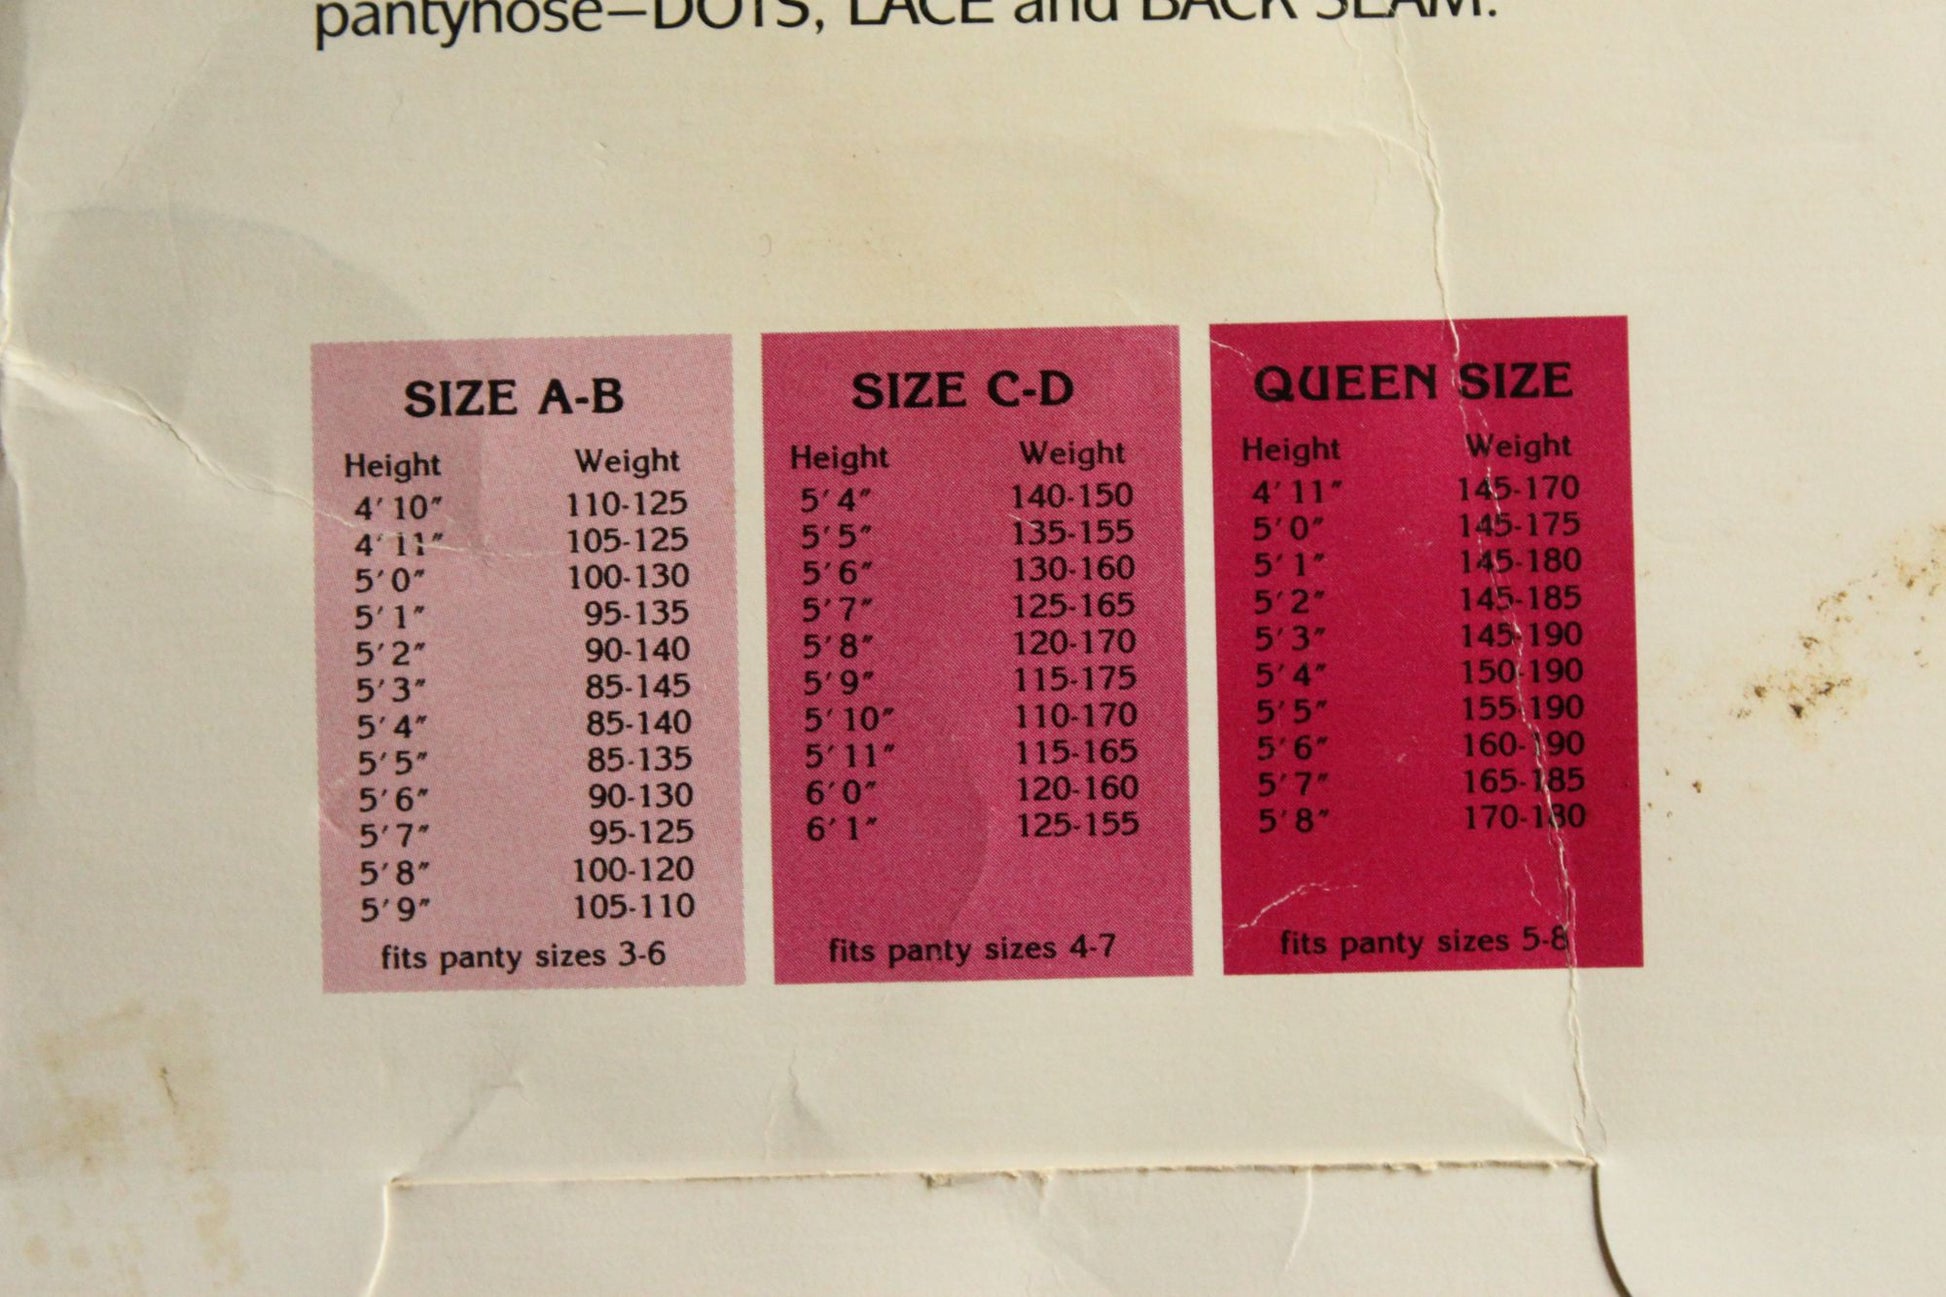 pantyhose—DOTS, LACE and BACK SEAM.
SIZE A-B
Height Weight
4' 10" 110-125
4' 11" 105-125
5' 0" 100-130
5' 1" 95-135
5' 2" 90-140
5' 3" 85-145
5' 4" 85-140
5' 5" 85-135
5' 6" 90-130
5' 7" 95-125
5' 8" 100-120
5' 9" 105-110
fits panty sizes 3-6
SIZE C-D
Height Weight
5' 4" 140-150
5' 5" 135-155
5' 6" 130-160
5' 7" 125-165
5' 8" 120-170
5' 9" 115-175
5' 10" 110-170
5' 11" 115-165
6' 0" 120-160
6' 1" 125-155
fits panty sizes 4-7
QUEEN SIZE
Height Weight
4' 11" 145-170
5' 0" 145-175
5' 1" 145-180
5' 2" 145-185
5' 3" 145-190
5' 4" 150-190
5' 5" 155-190
5' 6" 160-190
5' 7" 165-185
5' 8" 170-180
fits panty sizes 5-8